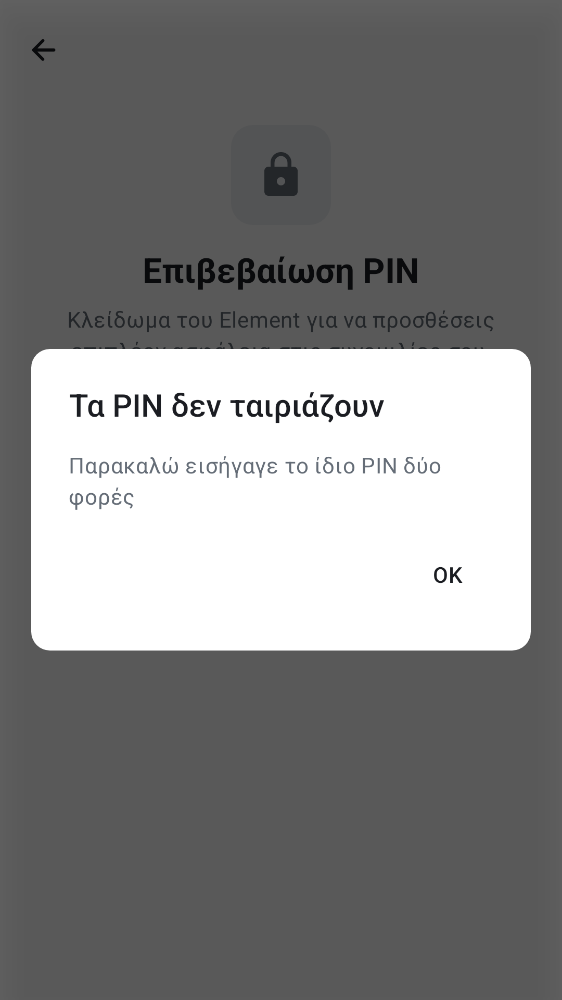 Επιβεβαίωση PIN
Κλείδωμα του Element για να προσθέσεις
Τα PIN δεν ταιριάζουν
Παρακαλώ εισήγαγε το ίδιο PIN δύο
φορές
OK